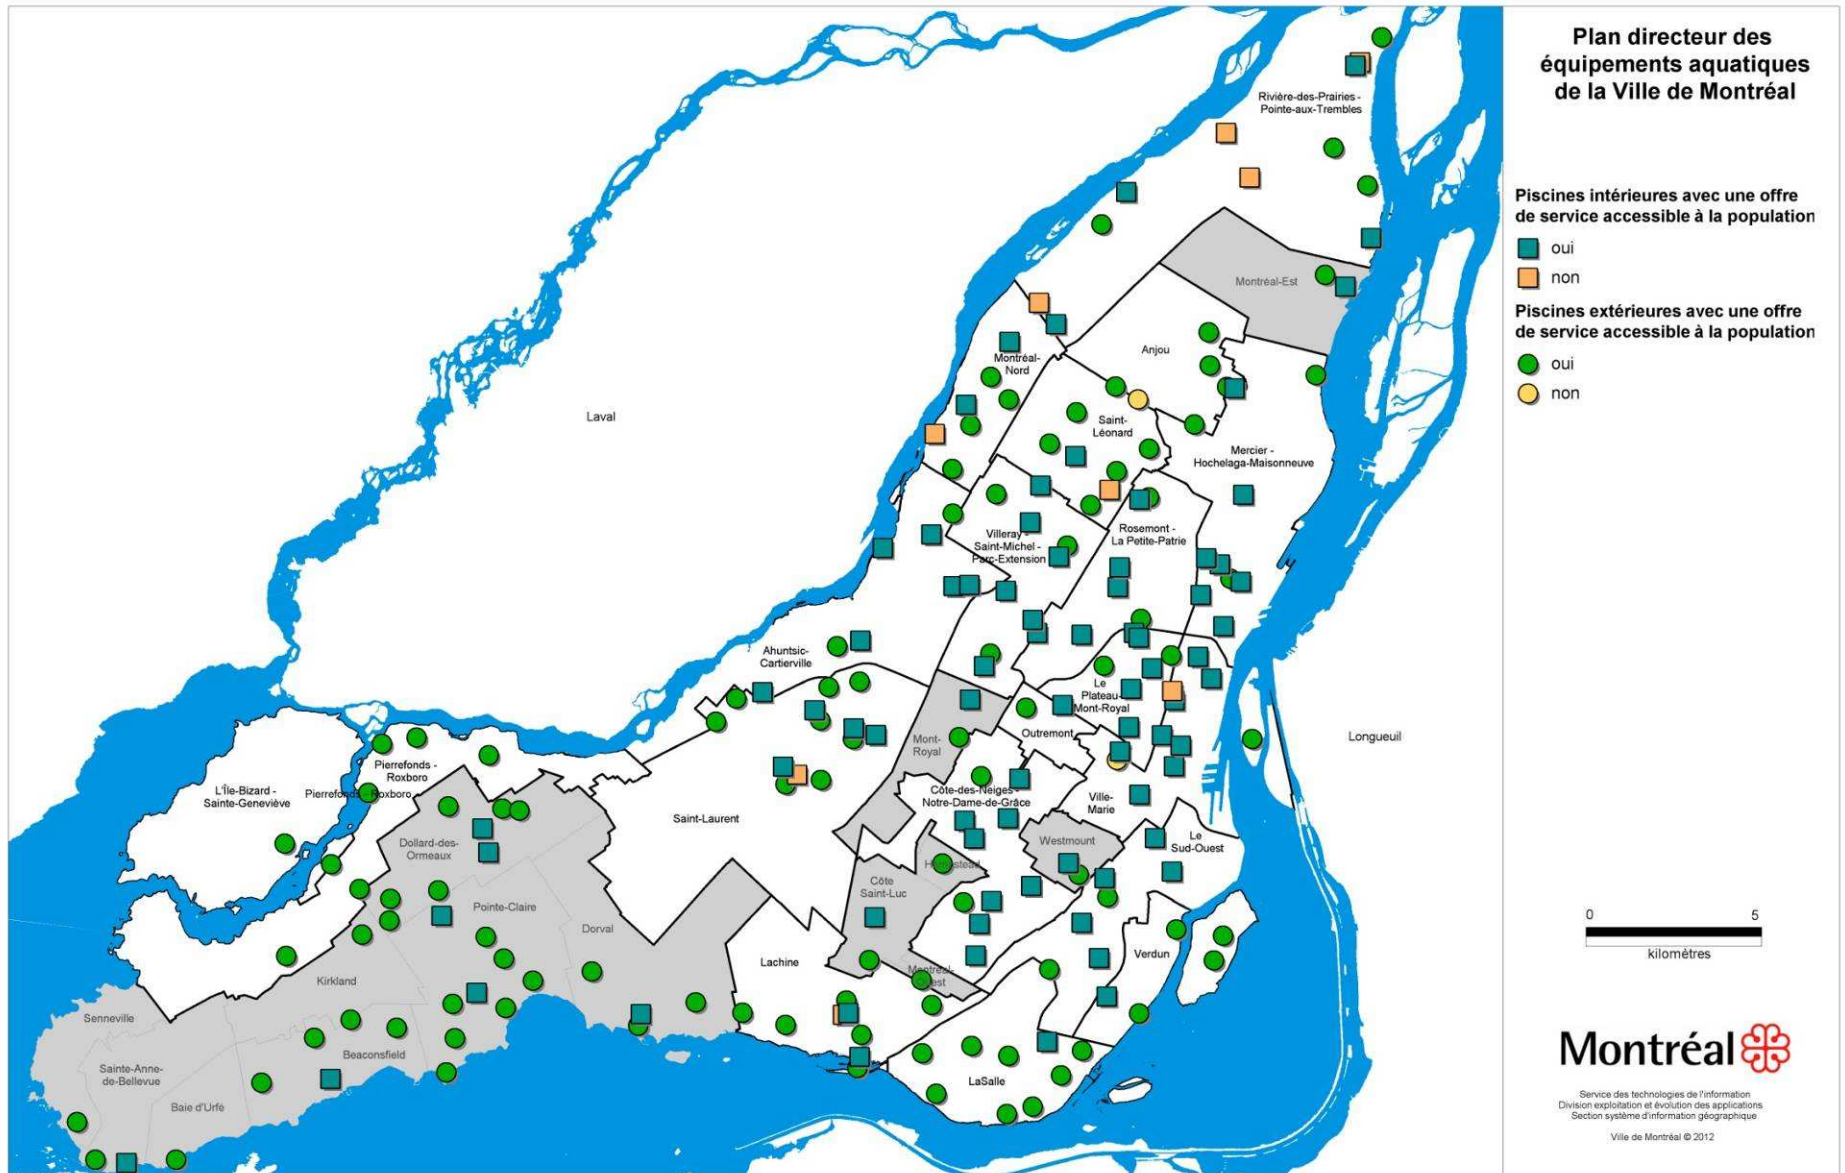 Plan directeur des
équipements aquatiques
de la Ville de Montréal
Piscines intérieures avec une offre
de service accessible à la population
oui
non
Piscines extérieures avec une offre
de service accessible à la population
oui
non
Rivière-des-Prairies -
Pointe-aux-Trembles
Montréal-Est
Anjou
Montréal-
Nord
Laval
Saint-
Léonard
Mercier -
Hochelaga-Maisonneuve
Rosemont -
La Petite-Patrie
Villeray -
Saint-Michel -
Parc-Extension
Ahuntsic-
Cartierville
Le
Plateau-
Mont-Royal
Outremont
Mont-
Royal
Longueuil
Pierrefonds -
Roxboro
Pierrefonds - Roxboro
L'Île-Bizard -
Sainte-Geneviève
Côte-des-Neiges -
Notre-Dame-de-Grâce
Ville-
Marie
Saint-Laurent
Westmount
Le
Sud-Ouest
Dollard-des-
Ormeaux
Hampstead
Côte
Saint-Luc
Pointe-Claire
Dorval
Lachine
Montréal-
Ouest
Verdun
Kirkland
Senneville
Beaconsfield
Sainte-Anne-
de-Bellevue
Baie d'Urfé
LaSalle
0 5
kilomètres
Montréal
Service des technologies de l'information
Division exploitation et évolution des applications
Section système d'information géographique
Ville de Montréal © 2012